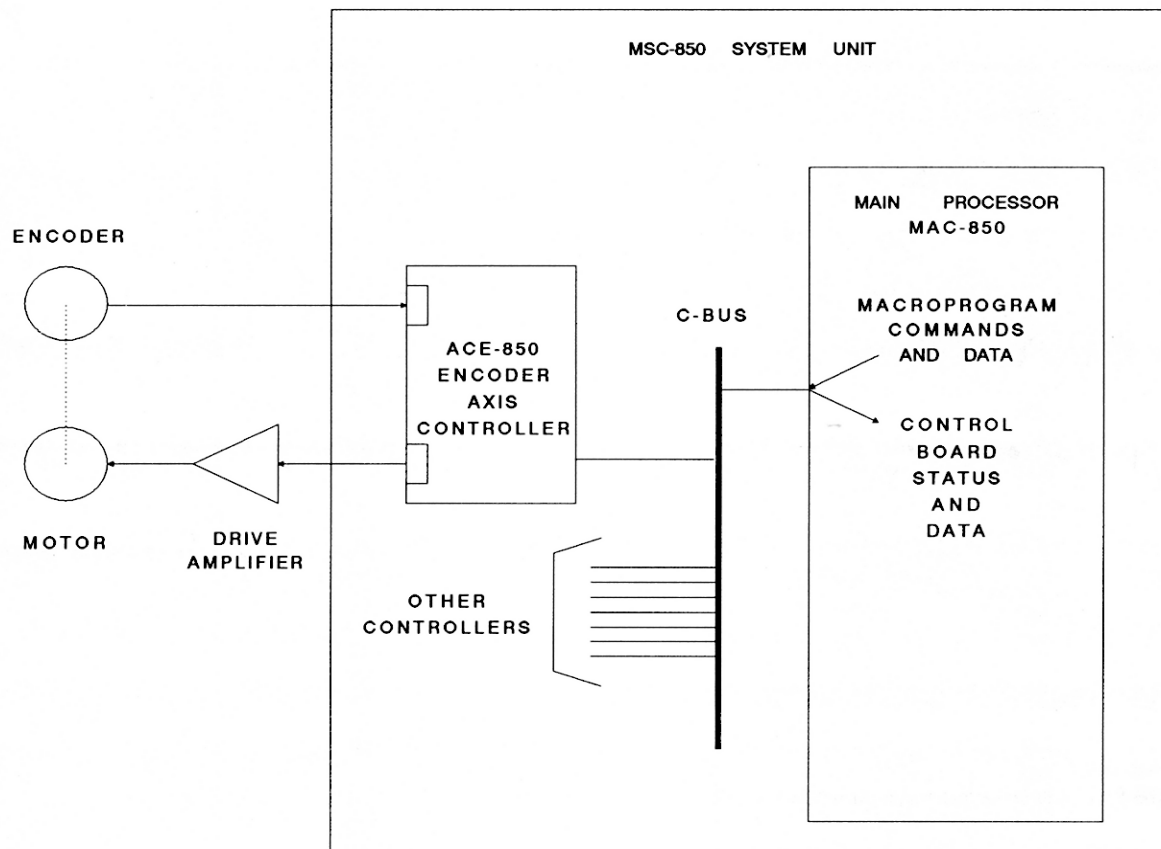 MSC-850 SYSTEM UNIT
MAIN PROCESSOR
MAC-850
ENCODER
MACROPROGRAM
COMMANDS
AND DATA
C-BUS
ACE-850
ENCODER
AXIS
CONTROLLER
CONTROL
BOARD
STATUS
AND
DATA
MOTOR
DRIVE
AMPLIFIER
OTHER
CONTROLLERS